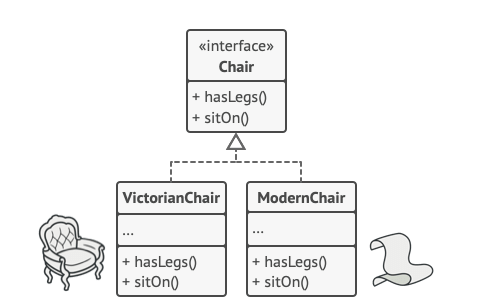 «interface»
Chair
+ hasLegs()
+ sitOn()
VictorianChair
...
+ hasLegs()
+ sitOn()
ModernChair
...
+ hasLegs()
+ sitOn()